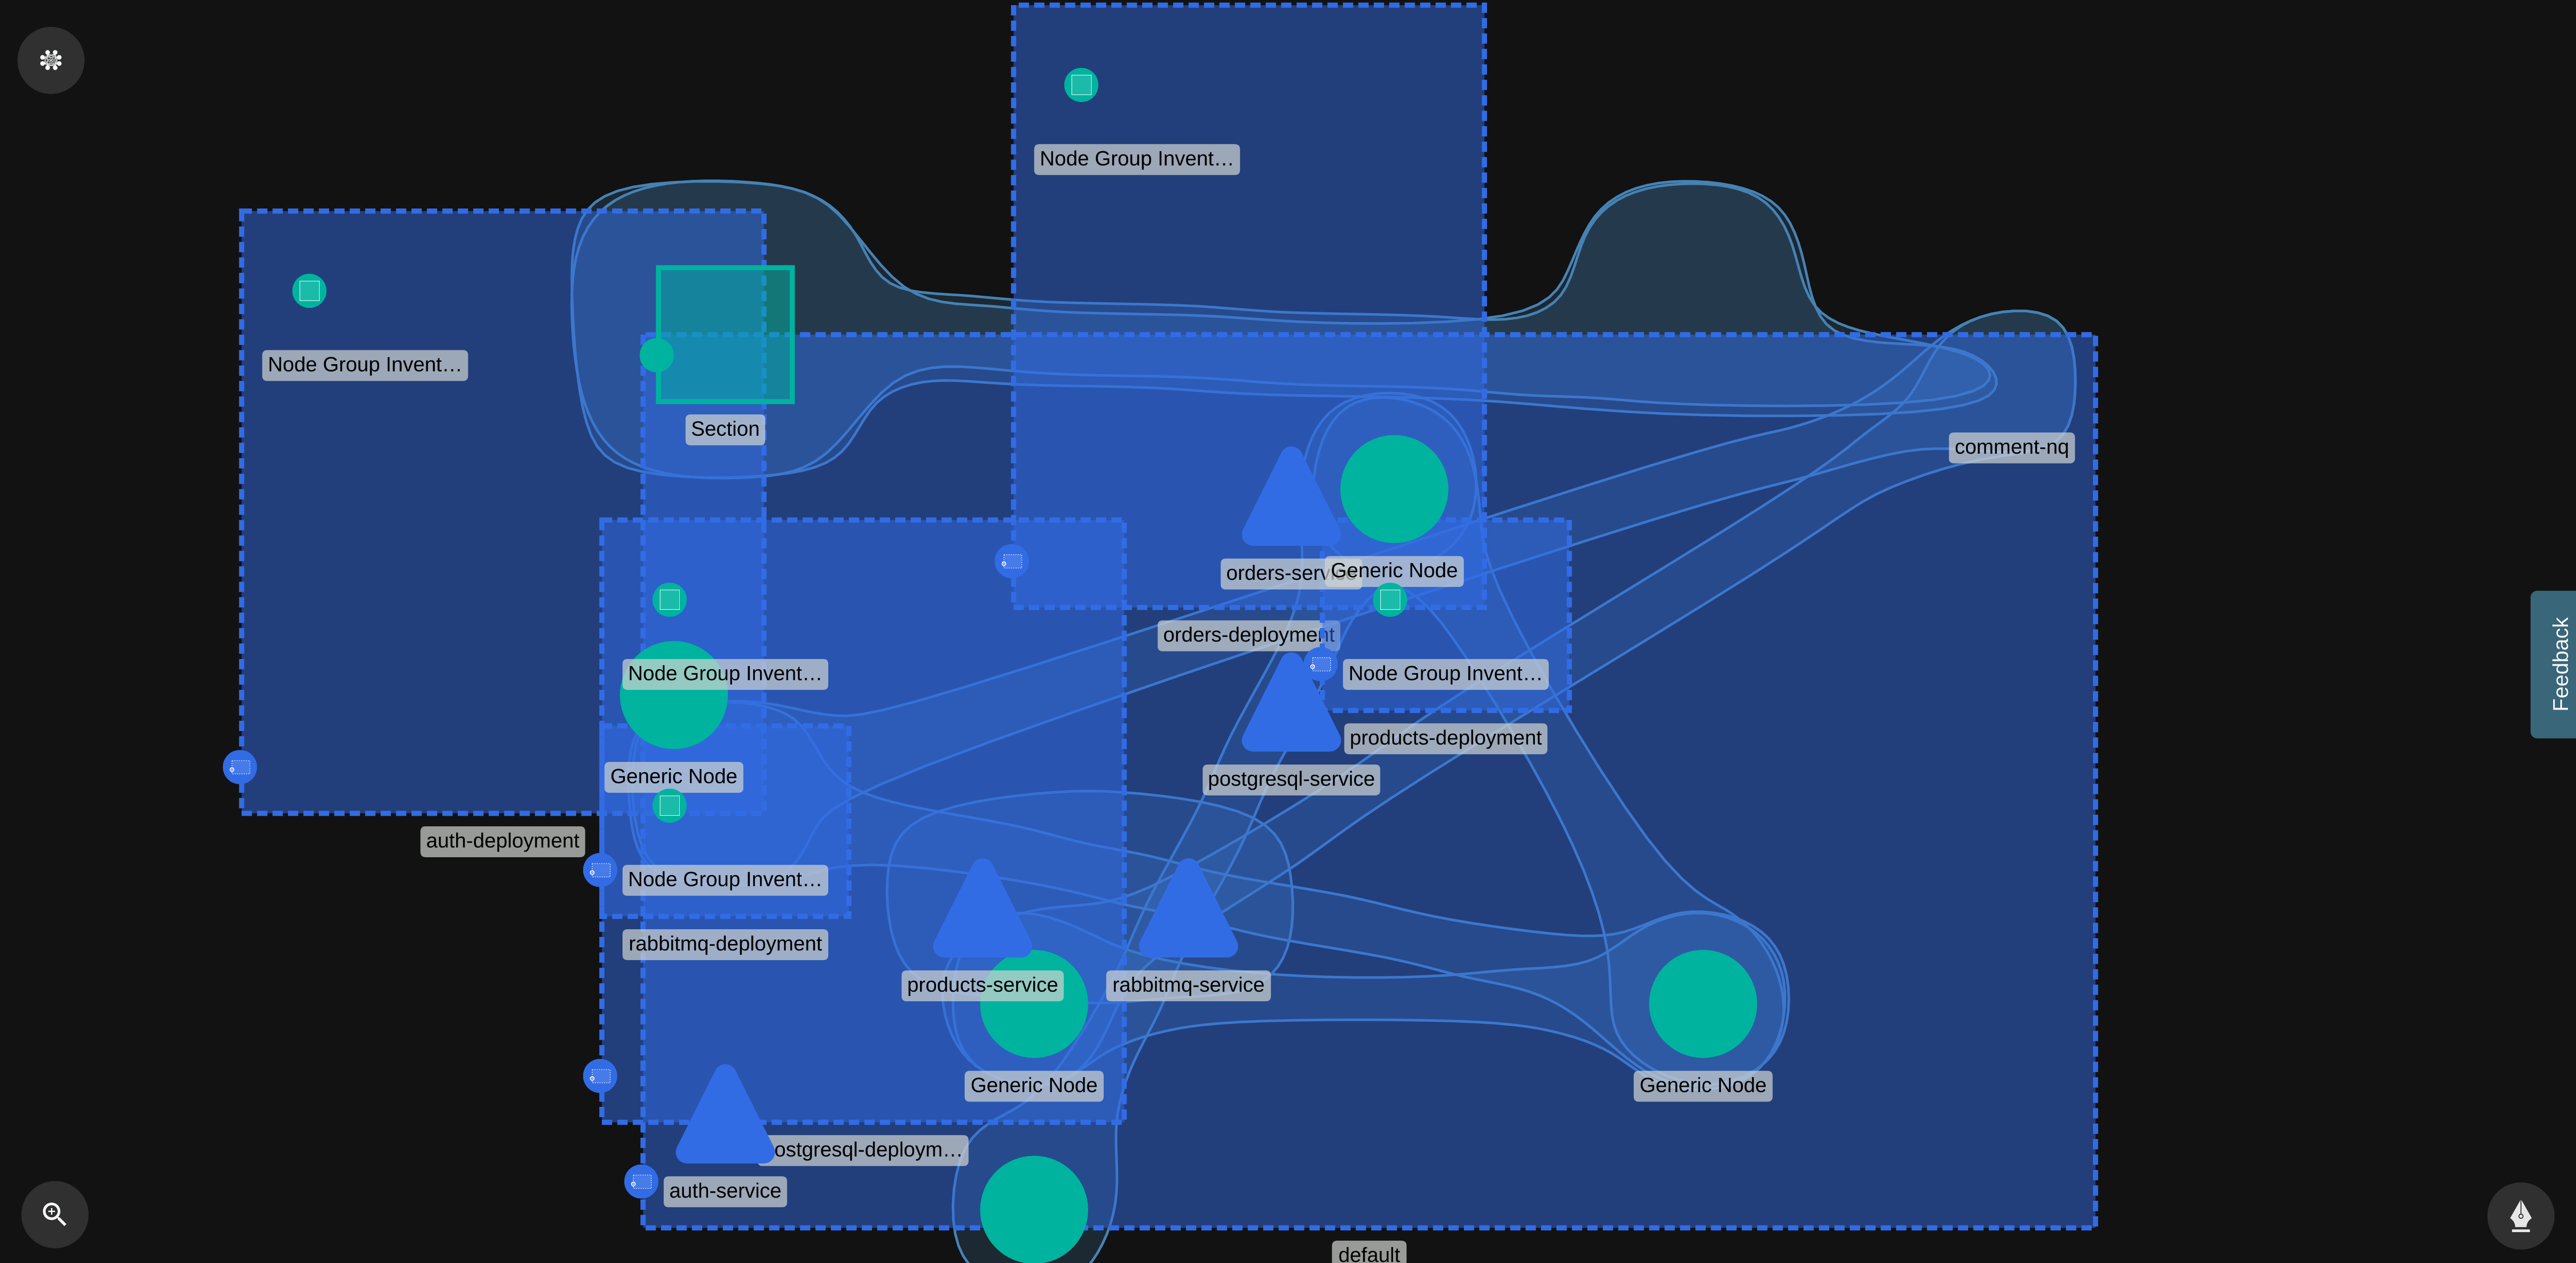 Node Group Invent…
Node Group Invent…
Section
comment-nq
orders-service
Generic Node
orders-deployment
Node Group Invent…
Node Group Invent…
products-deployment
Generic Node
postgresql-service
auth-deployment
Node Group Invent…
rabbitmq-deployment
products-service
rabbitmq-service
Generic Node
Generic Node
ostgresql-deploym…
auth-service
default
Feedback